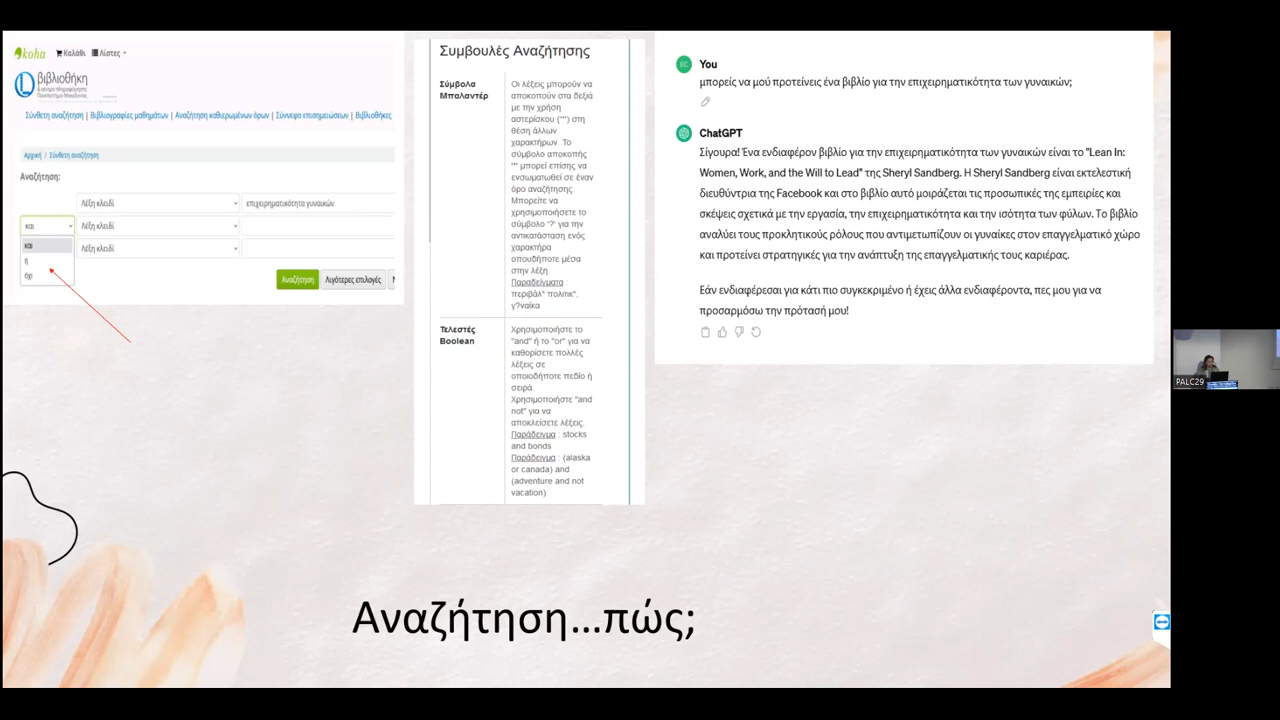 koha
Καλάθι
Λίστες
βιβλιοθήκη
& κέντρο πληροφόρησης
Πανεπιστήμιο Μακεδονίας
Σύνθετη αναζήτηση | Βιβλιογραφίες μαθημάτων | Αναζήτηση καθιερωμένων όρων | Σύννεφο επισημειώσεων | Βιβλιοθήκες
Αρχική / Σύνθετη αναζήτηση
Αναζήτηση:
Λέξη κλειδί
επιχειρηματικότητα γυναικών
και
Λέξη κλειδί
και
Λέξη κλειδί
ή
όχι
Αναζήτηση
Λιγότερες επιλογές
Συμβουλές Αναζήτησης
Σύμβολα
Μπαλαντέρ
Οι λέξεις μπορούν να
αποκοπούν στα δεξιά
με την χρήση
αστερίσκου ("*") στη
θέση άλλων
χαρακτήρων. Το
σύμβολο αποκοπής
"*" μπορεί επίσης να
ενσωματωθεί σε έναν
όρο αναζήτησης.
Μπορείτε να
χρησιμοποιήσετε το
σύμβολο '?' για την
αντικατάσταση ενός
χαρακτήρα
οπουδήποτε μέσα
στην λέξη
Παραδείγματα :
περιβάλ* πολιτικ*,
γ?ναίκα
Τελεστές
Boolean
Χρησιμοποιήστε το
"and" ή το "or" για να
καθορίσετε πολλές
λέξεις σε
οποιοδήποτε πεδίο ή
σειρά.
Χρησιμοποιήστε "and
not" για να
αποκλείσετε λέξεις.
Παράδειγμα : stocks
and bonds
Παράδειγμα : (alaska
or canada) and
(adventure and not
vacation)
You
μπορείς να μού προτείνεις ένα βιβλίο για την επιχειρηματικότητα των γυναικών;
ChatGPT
Σίγουρα! Ένα ενδιαφέρον βιβλίο για την επιχειρηματικότητα των γυναικών είναι το "Lean In:
Women, Work, and the Will to Lead" της Sheryl Sandberg. Η Sheryl Sandberg είναι εκτελεστική
διευθύντρια της Facebook και στο βιβλίο αυτό μοιράζεται τις προσωπικές της εμπειρίες και
σκέψεις σχετικά με την εργασία, την επιχειρηματικότητα και την ισότητα των φύλων. Το βιβλίο
αναλύει τους προκλητικούς ρόλους που αντιμετωπίζουν οι γυναίκες στον επαγγελματικό χώρο
και προτείνει στρατηγικές για την ανάπτυξη της επαγγελματικής τους καριέρας.
Εάν ενδιαφέρεσαι για κάτι πιο συγκεκριμένο ή έχεις άλλα ενδιαφέροντα, πες μου για να
προσαρμόσω την πρότασή μου!
Αναζήτηση...πώς;
PALC29